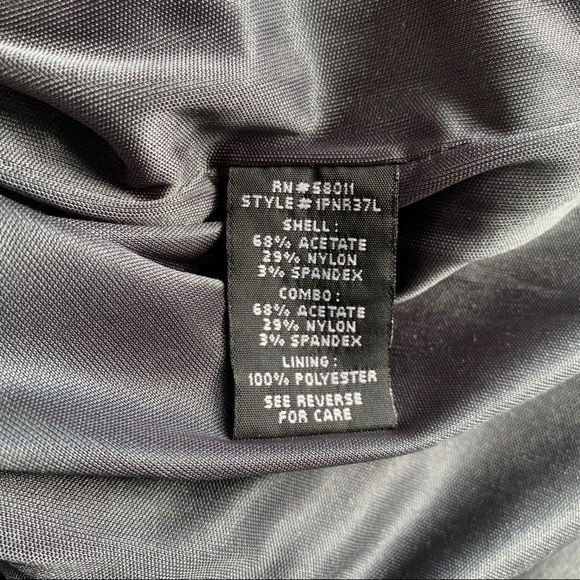 RN#58011
STYLE#1PNR37L
SHELL:
68% ACETATE
29% NYLON
3% SPANDEX
COMBO:
68% ACETATE
29% NYLON
3% SPANDEX
LINING:
100% POLYESTER
SEE REVERSE
FOR CARE